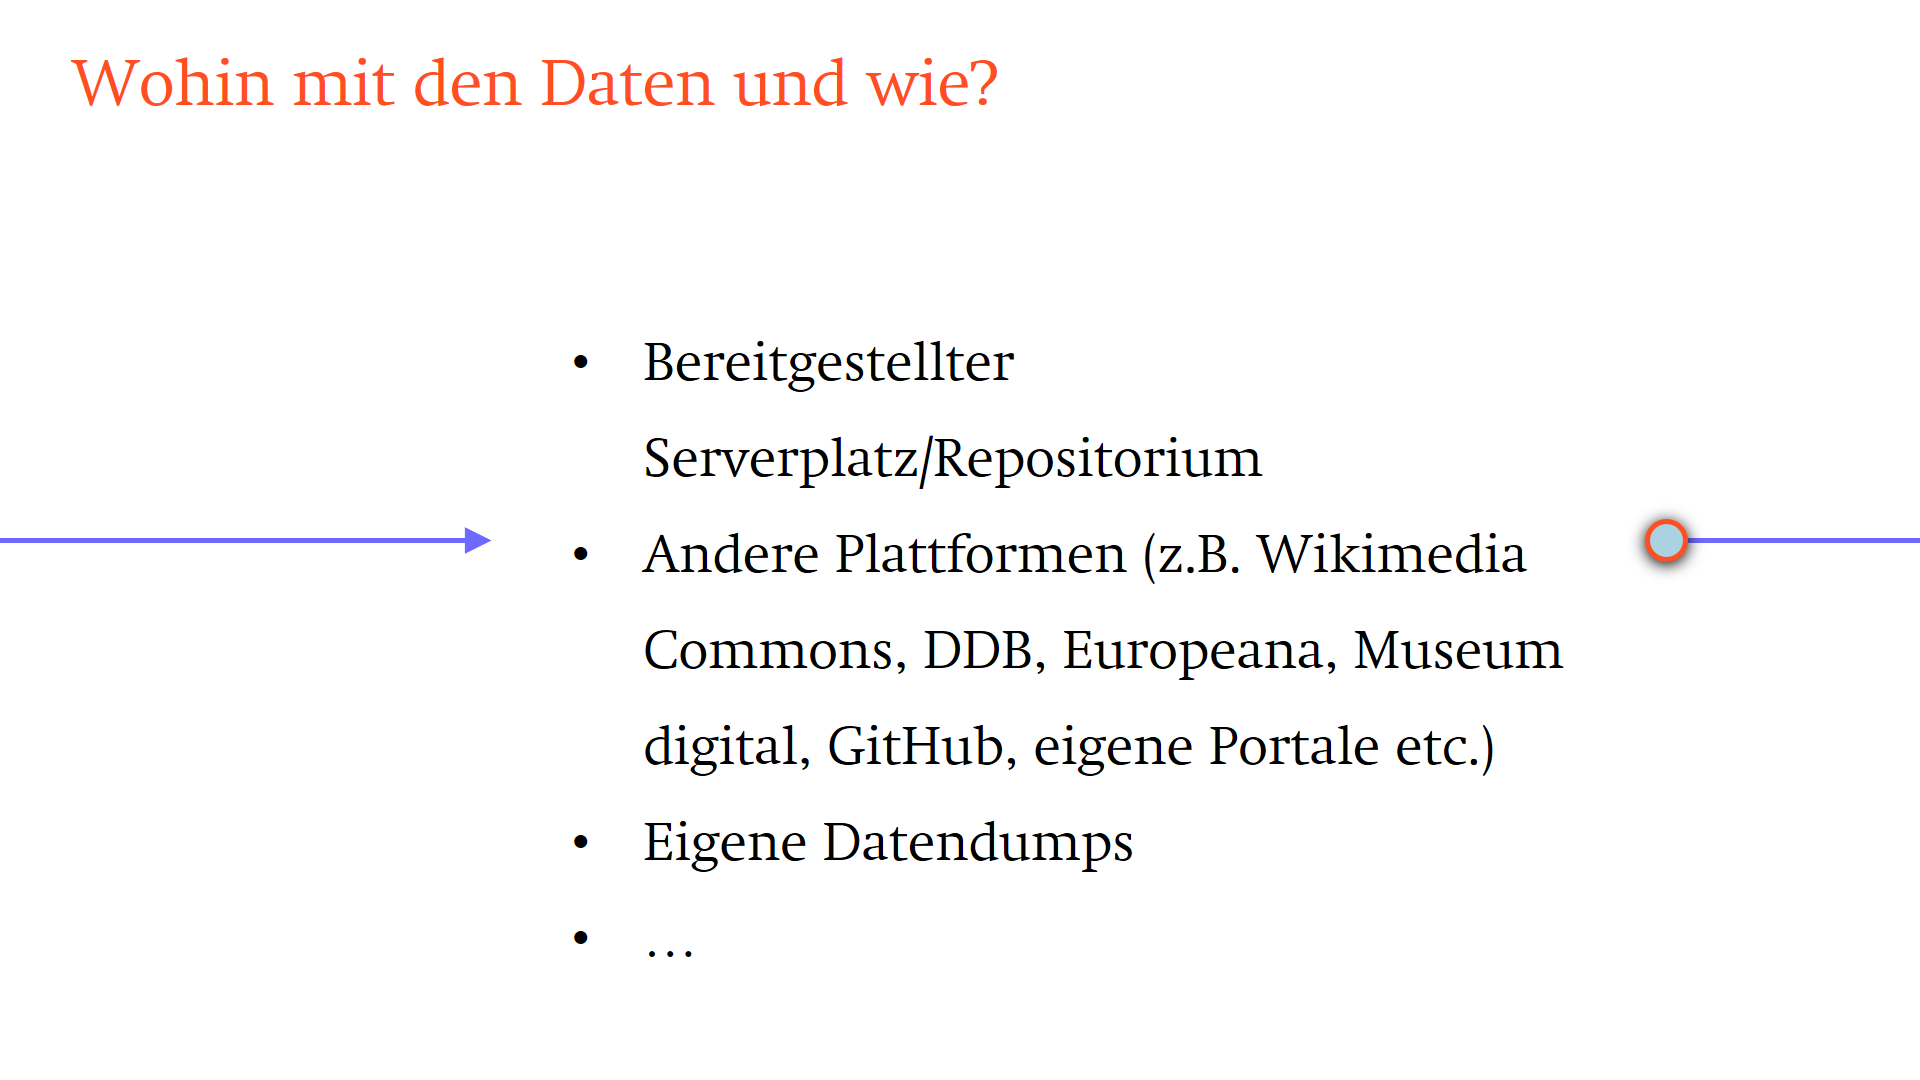 Wohin mit den Daten und wie?
• Bereitgestellter
Serverplatz/Repositorium
• Andere Plattformen (z.B. Wikimedia
Commons, DDB, Europeana, Museum
digital, GitHub, eigene Portale etc.)
• Eigene Datendumps
• …